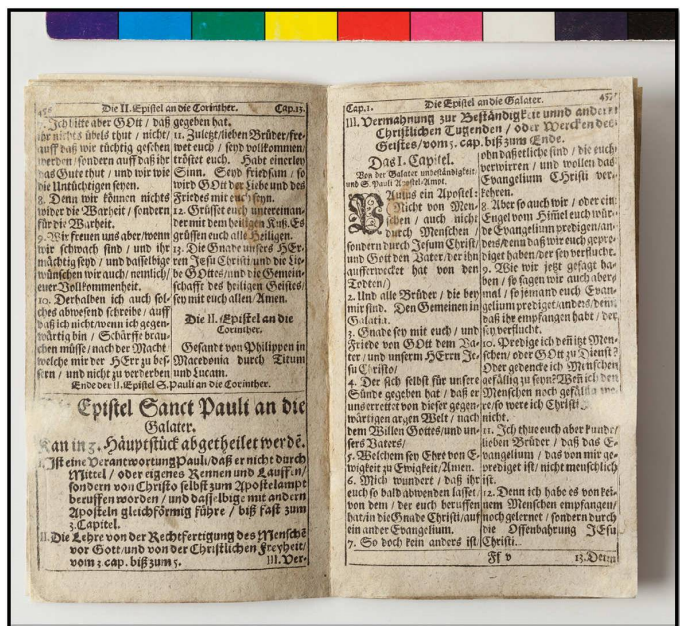 456 Die II. Epistel an die Corinther. Cap.13.
7. Ich bitte aber GOtt / daß
ihr nichts übels thut / nicht /
auff daß wir tüchtig gesehen
werden / sondern auff daß ihr
das Gute thut / und wir wie
die Untüchtigen seyen.
8. Denn wir können nichts
wider die Warheit / sondern
für die Warheit.
9. Wir freuen uns aber / wenn
wir schwach sind / und ihr
mächtig seyd / und dasselbige
wünschen wir auch / nemlich /
euer Vollkommenheit.
10. Derhalben ich auch sol-
ches abwesend schreibe / auff
daß ich nicht / wenn ich gegen-
wärtig bin / Schärffe brau-
chen müsse / nach der Macht
welche mir der HErr zu bes-
sern / und nicht zu verderben
gegeben hat.
11. Zuletzt / lieben Brüder / fre-
wet euch / seyd vollkommen /
tröstet euch. Habt einerley
Sinn. Seyd friedsam / so
wird GOtt der Liebe und des
Friedes mit euch seyn.
12. Grüsset euch untereinan-
der mit dem heiligen Kuß. Es
grüssen euch alle Heiligen.
13. Die Gnade unsers HEr-
ren Jesu Christi und die Lie-
be GOttes / und die Gemein-
schafft des heiligen Geistes /
sey mit euch allen / Amen.
Die II. Epistel an die
Corinther.
Gesandt von Philippen in
Macedonia durch Titum
und Lucam.
Ende der II. Epistel S. Pauli an die Corinther.
Epistel Sanct Pauli an die
Galater.
Kan in 3. Häuptstück abgetheilet werdē.
I. Ist eine Verantwortung Pauli / daß er nicht durch
Mittel / oder eigenes Rennen und Lauffen /
sondern von Christo selbst zum Apostelampt
beruffen worden / und dasselbige mit andern
Aposteln gleichförmig führe / biß fast zum
3. Capitel.
II. Die Lehre von der Rechtfertigung des Menschē
vor Gott / und von der Christlichen Freyheit /
vom 3. cap. biß zum 5.
III. Ver-
Cap.1. Die Epistel an die Galater. 457
III. Vermahnung zur Beständigkeit unnd andern
Christlichen Tugenden / oder Wercken des
Geistes / vom 5. cap. biß zum Ende.
Das I. Capitel.
Von der Galater unbeständigkeit
und S. Pauli Apostel-Ampt.
PAulus ein Apostel:
Nicht von Men-
schen / auch nicht
durch Menschen /
sondern durch Jesum Christ /
und Gott den Vater / der ihn
aufferwecket hat von den
Todten /)
2. Und alle Brüder / die bey
mir sind. Den Gemeinen in
Galatia.
3. Gnade sey mit euch / und
Friede von GOtt dem Va-
ter / und unserm HErrn Je-
su Christo /
4. Der sich selbst für unsere
Sünde gegeben hat / daß er
uns errettet von dieser gegen-
wärtigen argen Welt / nach
dem Willen Gottes / und un-
sers Vaters /
5. Welchem sey Ehre von E-
wigkeit zu Ewigkeit / Amen.
6. Mich wundert / daß ihr
euch so bald abwenden lasset
von dem / der euch beruffen
hat / in die Gnade Christi / auf
ein ander Evangelium.
7. So doch kein anders ist
ohn daß etliche sind / die euch
verwirren / und wollen das
Evangelium CHristi ver-
kehren.
8. Aber so auch wir / oder ein
Engel vom Him̄el euch wür-
de Evangelium predigen / an-
ders / denn daß wir euch gepre-
diget haben / der sey verflucht.
9. Wie wir jetzt gesagt ha-
ben / so sagen wir auch aber-
mal / so jemand euch Evan-
gelium prediget / anders / denn
daß ihr empfangen habt / der
sey verflucht.
10. Predige ich deñ itzt Men-
schen / oder GOtt zu Dienst?
Oder gedencke ich Menschen
gefällig zu seyn? Weñ ich den
Menschen noch gefällig we-
re / so were ich Christi
nicht.
11. Ich thue euch aber kund /
lieben Brüder / daß das E-
vangelium / das von mir ge-
prediget ist / nicht menschlich
ist.
12. Denn ich habe es von kei-
nem Menschen empfangen /
noch gelernet / sondern durch
die Offenbahrung JEsu
Christi.
Ff v 13. Denn